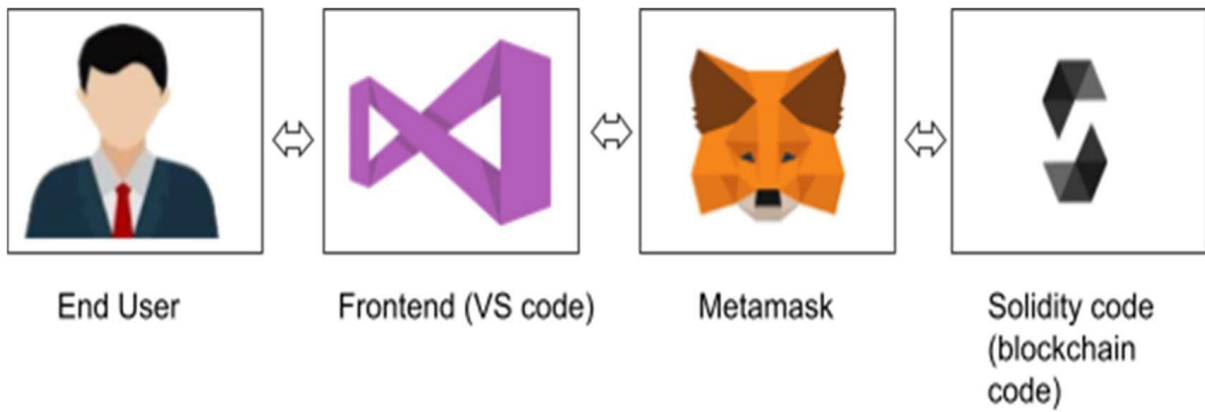 End User
Frontend (VS code)
Metamask
Solidity code
(blockchain
code)